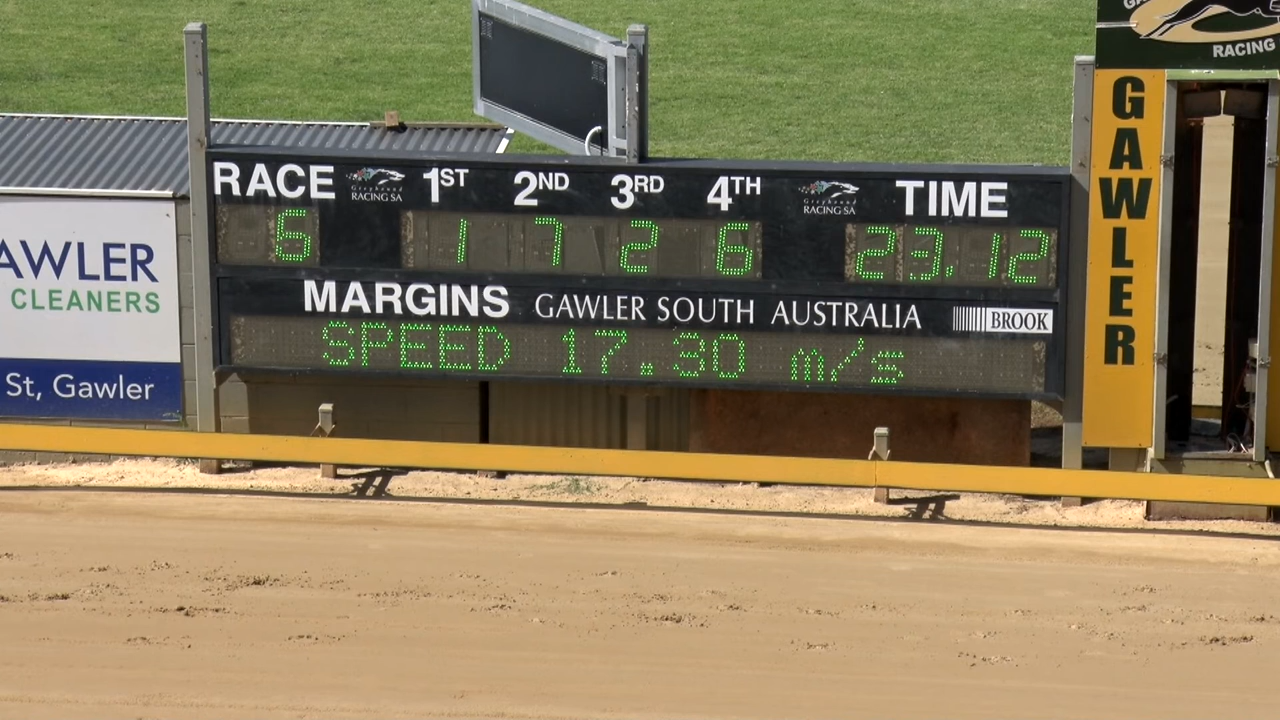 RACING
GAWLER
RACE Greyhound RACING SA 1ST 2ND 3RD 4TH Greyhound RACING SA TIME
5 1 7 2 6 23.12
MARGINS GAWLER SOUTH AUSTRALIA BROOK
SPEED 17.30 m/s
AWLER
CLEANERS
St, Gawler